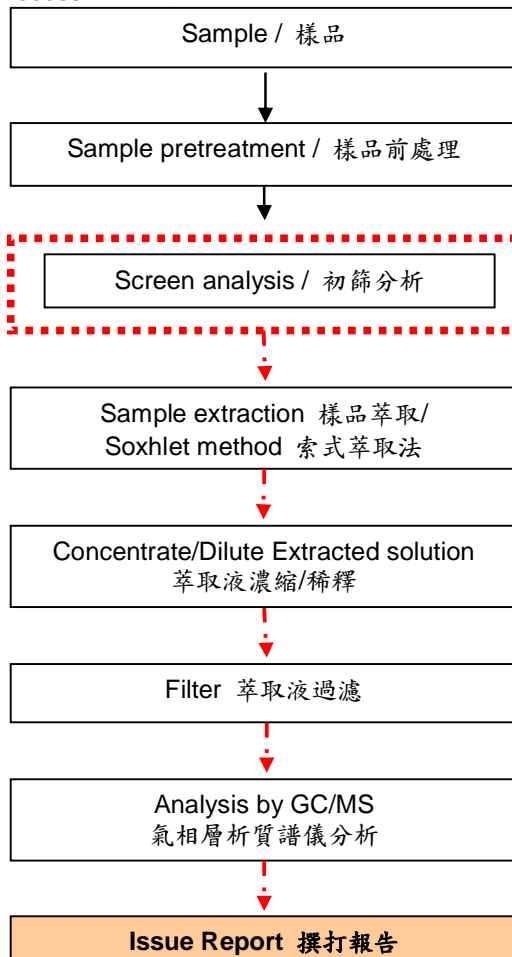 Sample / 樣品
Sample pretreatment / 樣品前處理
Screen analysis / 初篩分析
Sample extraction 樣品萃取/
Soxhlet method 索式萃取法
Concentrate/Dilute Extracted solution
萃取液濃縮/稀釋
Filter 萃取液過濾
Analysis by GC/MS
氣相層析質譜儀分析
Issue Report 撰打報告